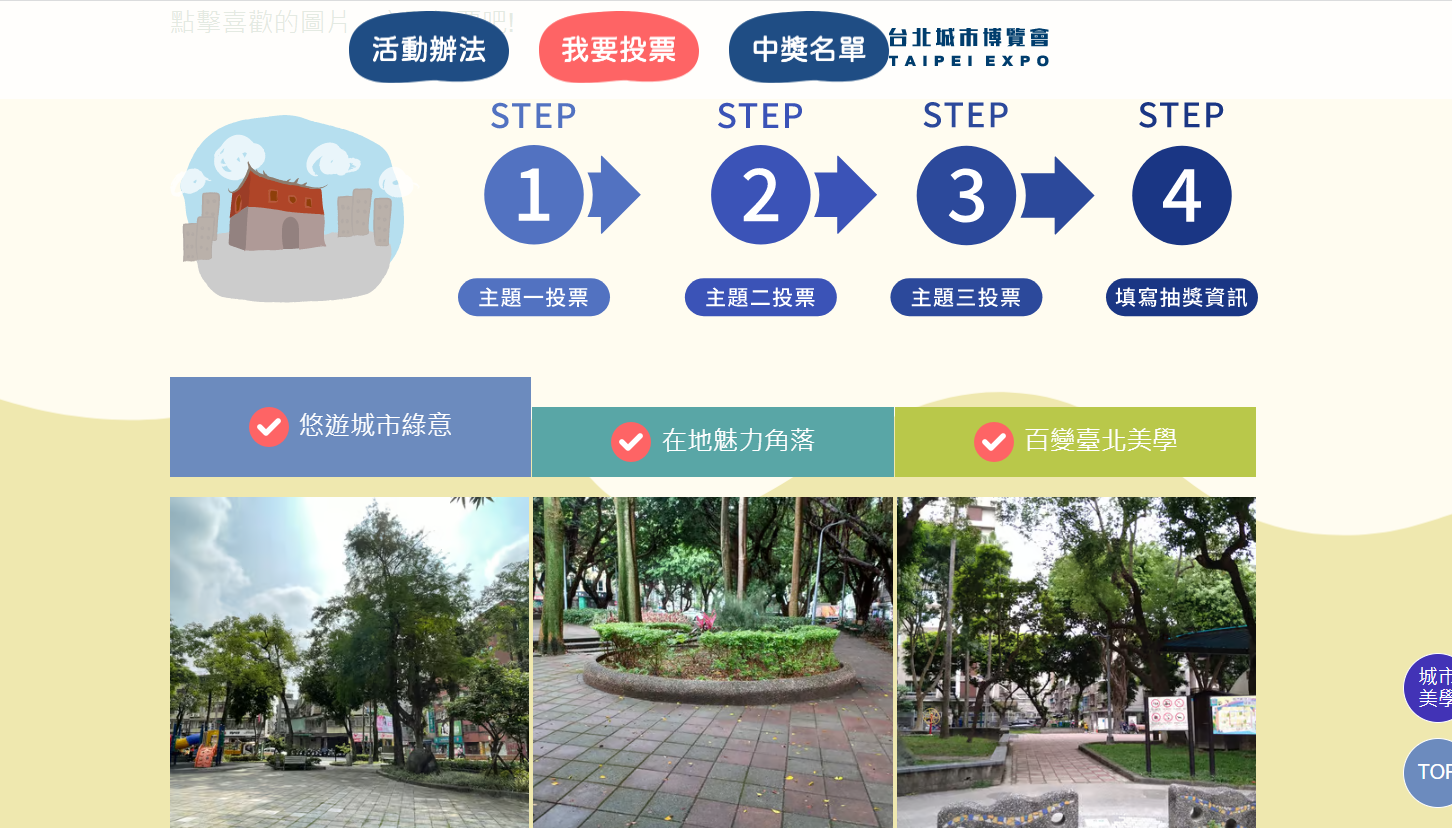 點擊喜歡的圖片
吧!
活動辦法
我要投票
中獎名單
台北城市博覽會
TAIPEI EXPO
STEP
STEP
STEP
STEP
1
2
3
4
主題一投票
主題二投票
主題三投票
填寫抽獎資訊
悠遊城市綠意
在地魅力角落
百變臺北美學
城市
美學
TOP